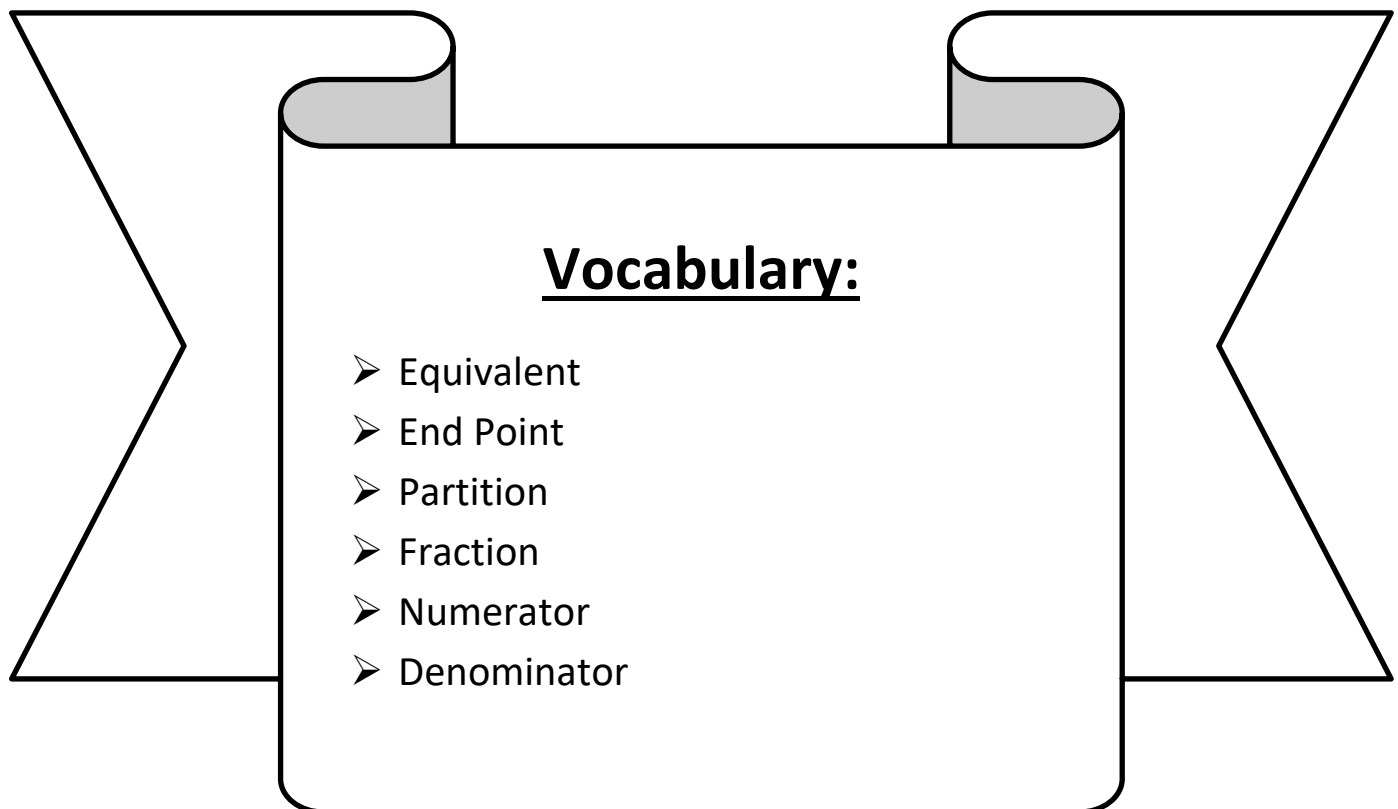 Vocabulary:
➢ Equivalent
➢ End Point
➢ Partition
➢ Fraction
➢ Numerator
➢ Denominator